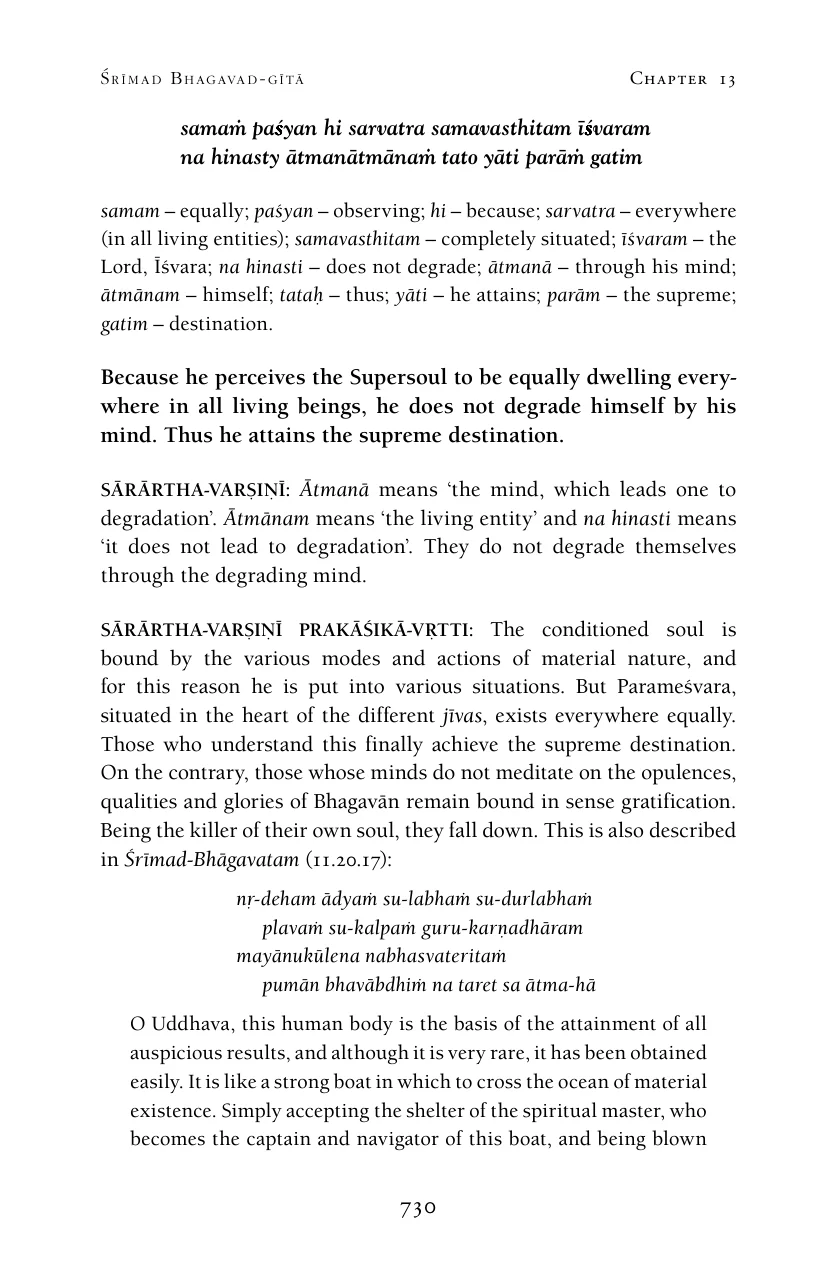 Śrīmad Bhagavad-gītā Chapter 13
samaṁ paśyan hi sarvatra samavasthitam īśvaram
na hinasty ātmanātmānaṁ tato yāti parāṁ gatim
samam – equally; paśyan – observing; hi – because; sarvatra – everywhere
(in all living entities); samavasthitam – completely situated; īśvaram – the
Lord, Īśvara; na hinasti – does not degrade; ātmanā – through his mind;
ātmānam – himself; tataḥ – thus; yāti – he attains; parām – the supreme;
gatim – destination.
Because he perceives the Supersoul to be equally dwelling every-
where in all living beings, he does not degrade himself by his
mind. Thus he attains the supreme destination.
SĀRĀRTHA-VARṢIṆĪ: Ātmanā means ‘the mind, which leads one to
degradation’. Ātmānam means ‘the living entity’ and na hinasti means
‘it does not lead to degradation’. They do not degrade themselves
through the degrading mind.
SĀRĀRTHA-VARṢIṆĪ PRAKĀŚIKĀ-VṚTTI: The conditioned soul is
bound by the various modes and actions of material nature, and
for this reason he is put into various situations. But Parameśvara,
situated in the heart of the different jīvas, exists everywhere equally.
Those who understand this finally achieve the supreme destination.
On the contrary, those whose minds do not meditate on the opulences,
qualities and glories of Bhagavān remain bound in sense gratification.
Being the killer of their own soul, they fall down. This is also described
in Śrīmad-Bhāgavatam (11.20.17):
nṛ-deham ādyaṁ su-labhaṁ su-durlabhaṁ
plavaṁ su-kalpaṁ guru-karṇadhāram
mayānukūlena nabhasvateritaṁ
pumān bhavābdhiṁ na taret sa ātma-hā
O Uddhava, this human body is the basis of the attainment of all
auspicious results, and although it is very rare, it has been obtained
easily. It is like a strong boat in which to cross the ocean of material
existence. Simply accepting the shelter of the spiritual master, who
becomes the captain and navigator of this boat, and being blown
730